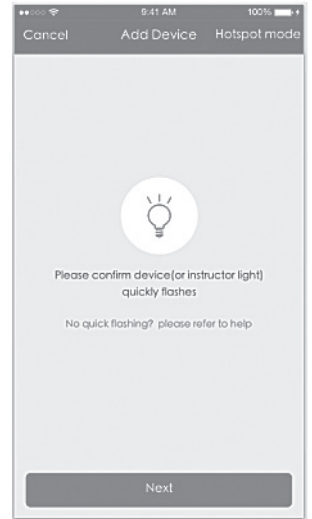 9:41 AM 100%
Cancel Add Device Hotspot mode
Please confirm device(or instructor light)
quickly flashes
No quick flashing? please refer to help
Next